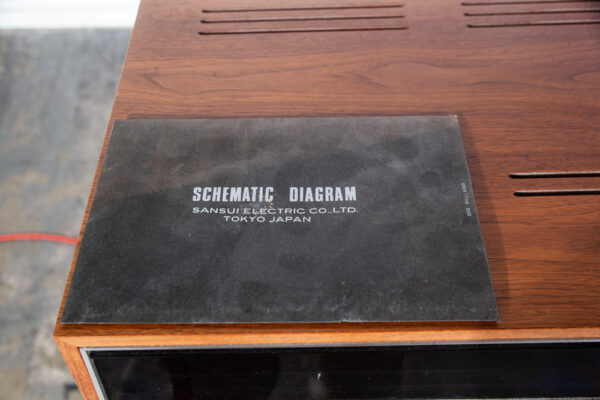 SCHEMATIC DIAGRAM
SANSUI ELECTRIC CO.,LTD.
TOKYO JAPAN